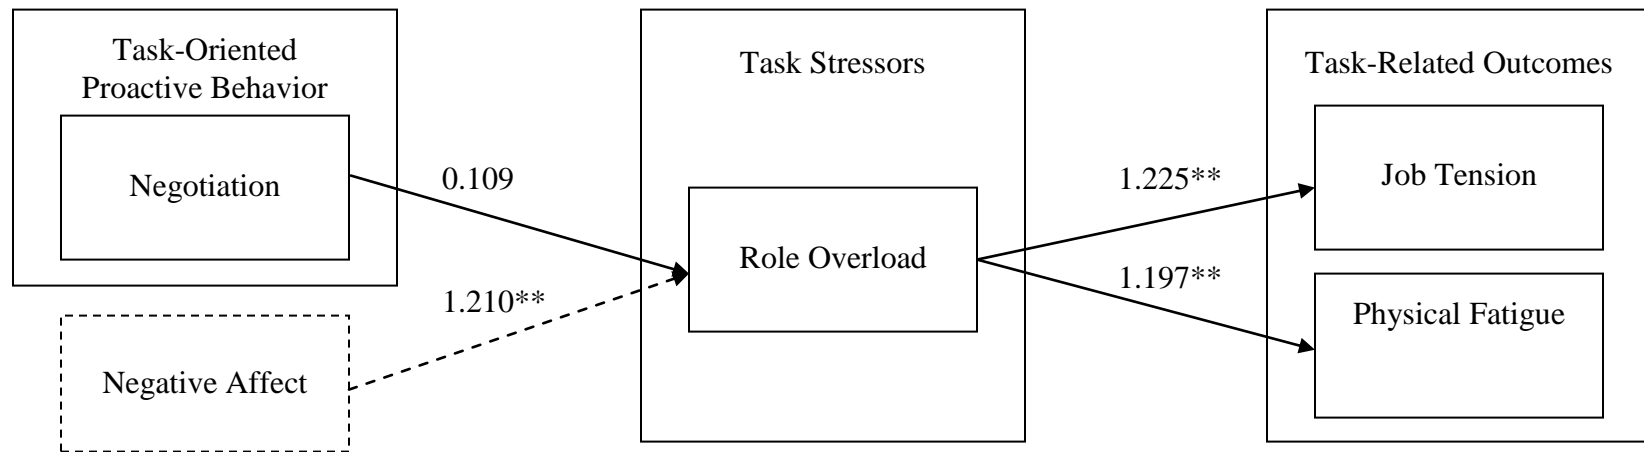 Task-Oriented
Proactive Behavior
Negotiation
Negative Affect
0.109
1.210**
Task Stressors
Role Overload
1.225**
1.197**
Task-Related Outcomes
Job Tension
Physical Fatigue